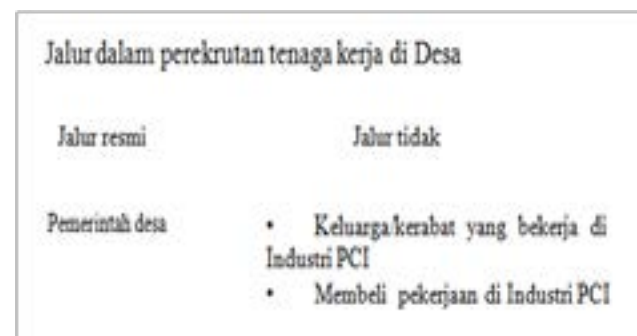 Jalur dalam perekrutan tenaga kerja di Desa
Jalur resmi
Jalur tidak
Pemerintah desa
• Keluarga/kerabat yang bekerja di
Industri PCI
• Membeli pekerjaan di Industri PCI